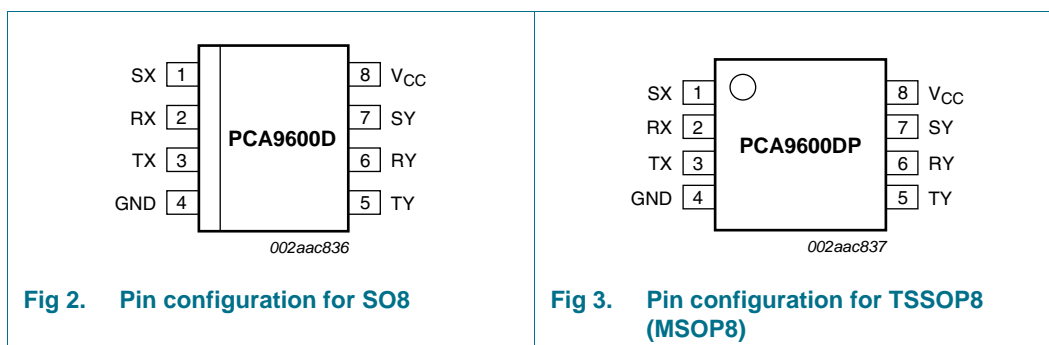 SX 1
RX 2
TX 3
GND 4
PCA9600D
8 VCC
7 SY
6 RY
5 TY
002aac836
Fig 2. Pin configuration for SO8
SX 1
RX 2
TX 3
GND 4
PCA9600DP
8 VCC
7 SY
6 RY
5 TY
002aac837
Fig 3. Pin configuration for TSSOP8
(MSOP8)